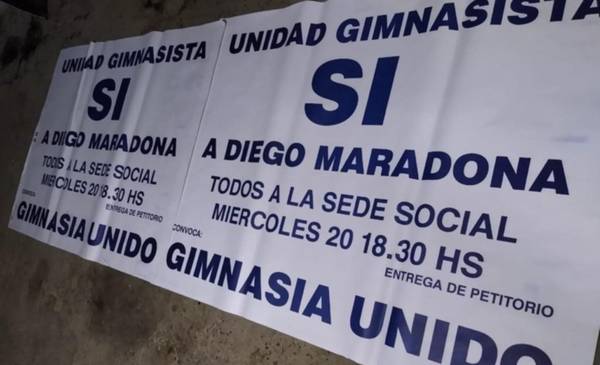 UNIDAD GIMNASISTA
SI
A DIEGO MARADONA
TODOS A LA SEDE SOCIAL
MIERCOLES 20 18.30 HS
ENTREGA DE PETITORIO
CONVOCA:
GIMNASIA UNIDO
UNIDAD GIMNASISTA
SI
A DIEGO MARADONA
TODOS A LA SEDE SOCIAL
MIERCOLES 20 18.30 HS
ENTREGA DE PETITORIO
CONVOCA:
GIMNASIA UNIDO